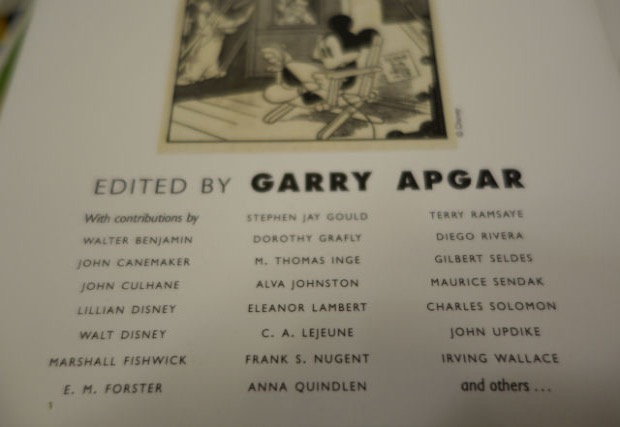 © Disney
EDITED BY GARRY APGAR
With contributions by
WALTER BENJAMIN
JOHN CANEMAKER
JOHN CULHANE
LILLIAN DISNEY
WALT DISNEY
MARSHALL FISHWICK
E. M. FORSTER
STEPHEN JAY GOULD
DOROTHY GRAFLY
M. THOMAS INGE
ALVA JOHNSTON
ELEANOR LAMBERT
C. A. LEJEUNE
FRANK S. NUGENT
ANNA QUINDLEN
TERRY RAMSAYE
DIEGO RIVERA
GILBERT SELDES
MAURICE SENDAK
CHARLES SOLOMON
JOHN UPDIKE
IRVING WALLACE
and others ...